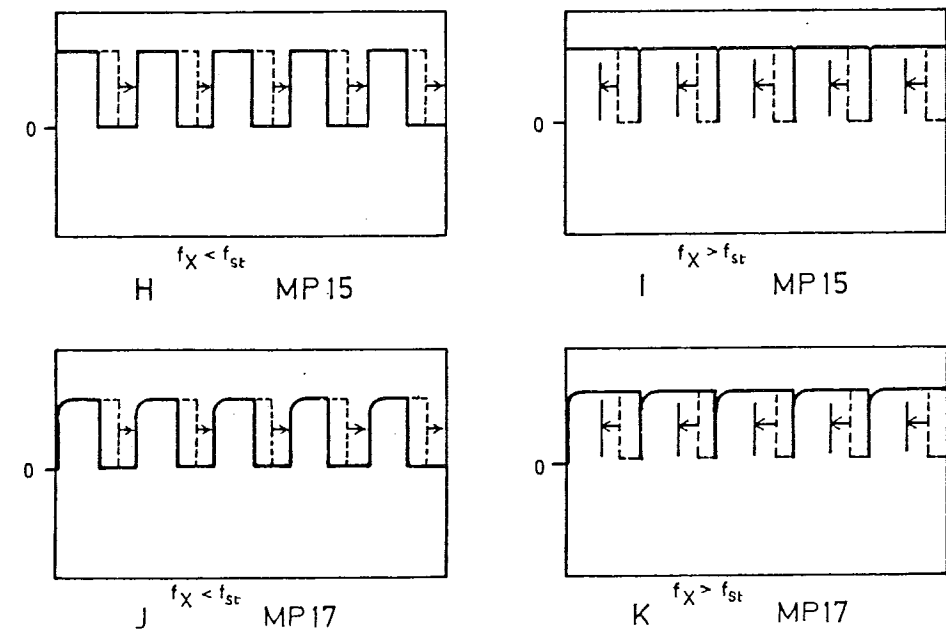 0
0
f_X < f_st
f_X > f_st
H MP15
I MP15
0
0
f_X < f_st
f_X > f_st
J MP17
K MP17